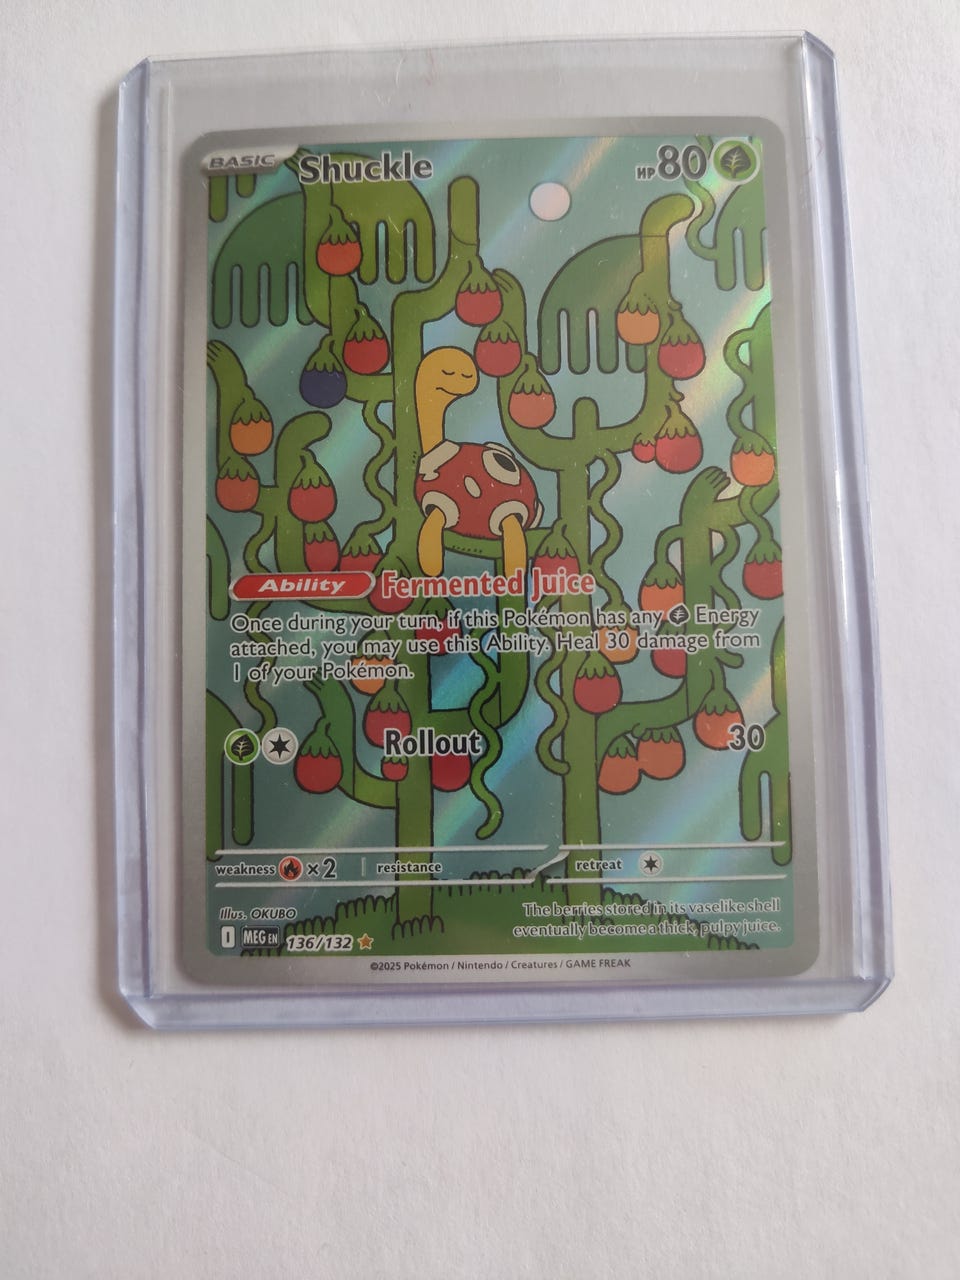 BASIC Shuckle HP 80
Ability Fermented Juice
Once during your turn, if this Pokémon has any Energy
attached, you may use this Ability. Heal 30 damage from
1 of your Pokémon.
Rollout 30
weakness ×2 resistance retreat
Illus. OKUBO
The berries stored in its vaselike shell
eventually become a thick, pulpy juice.
I MEG EN 136/132
©2025 Pokémon / Nintendo / Creatures / GAME FREAK